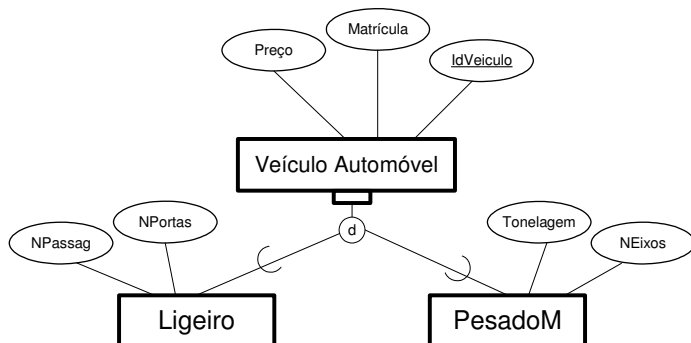 Matrícula
Preço
IdVeiculo
Veículo Automóvel
d
NPortas
Tonelagem
NPassag
NEixos
Ligeiro
PesadoM